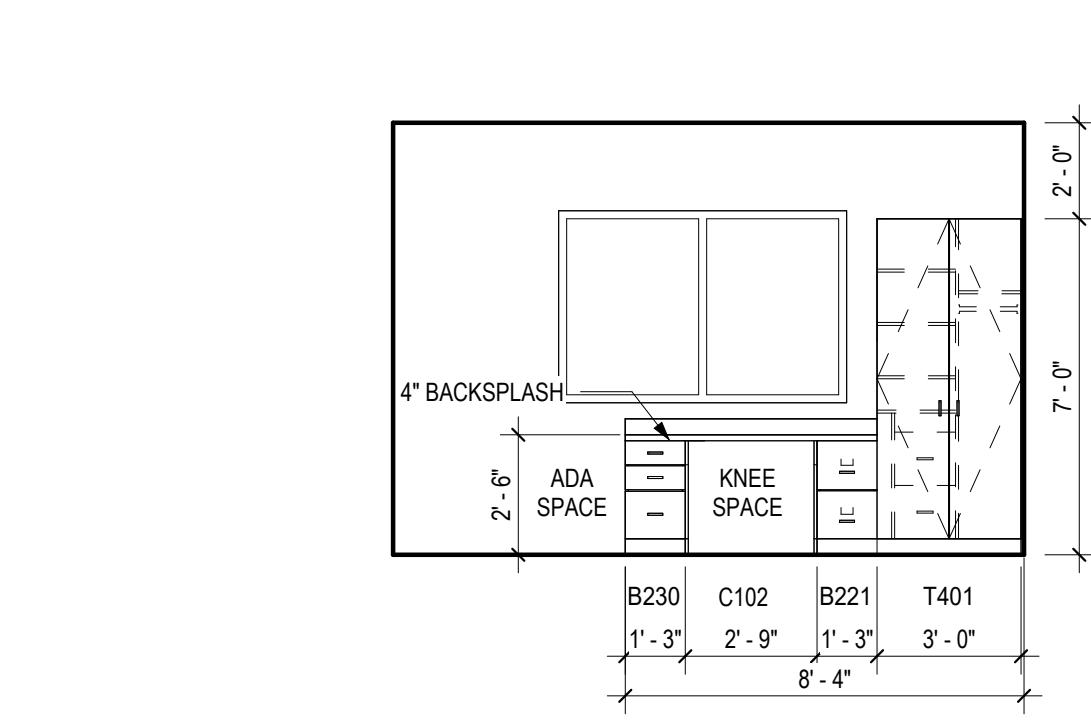 2' - 0"
7' - 0"
4" BACKSPLASH
2' - 6"
ADA
SPACE
KNEE
SPACE
B230 C102 B221 T401
1' - 3" 2' - 9" 1' - 3" 3' - 0"
8' - 4"